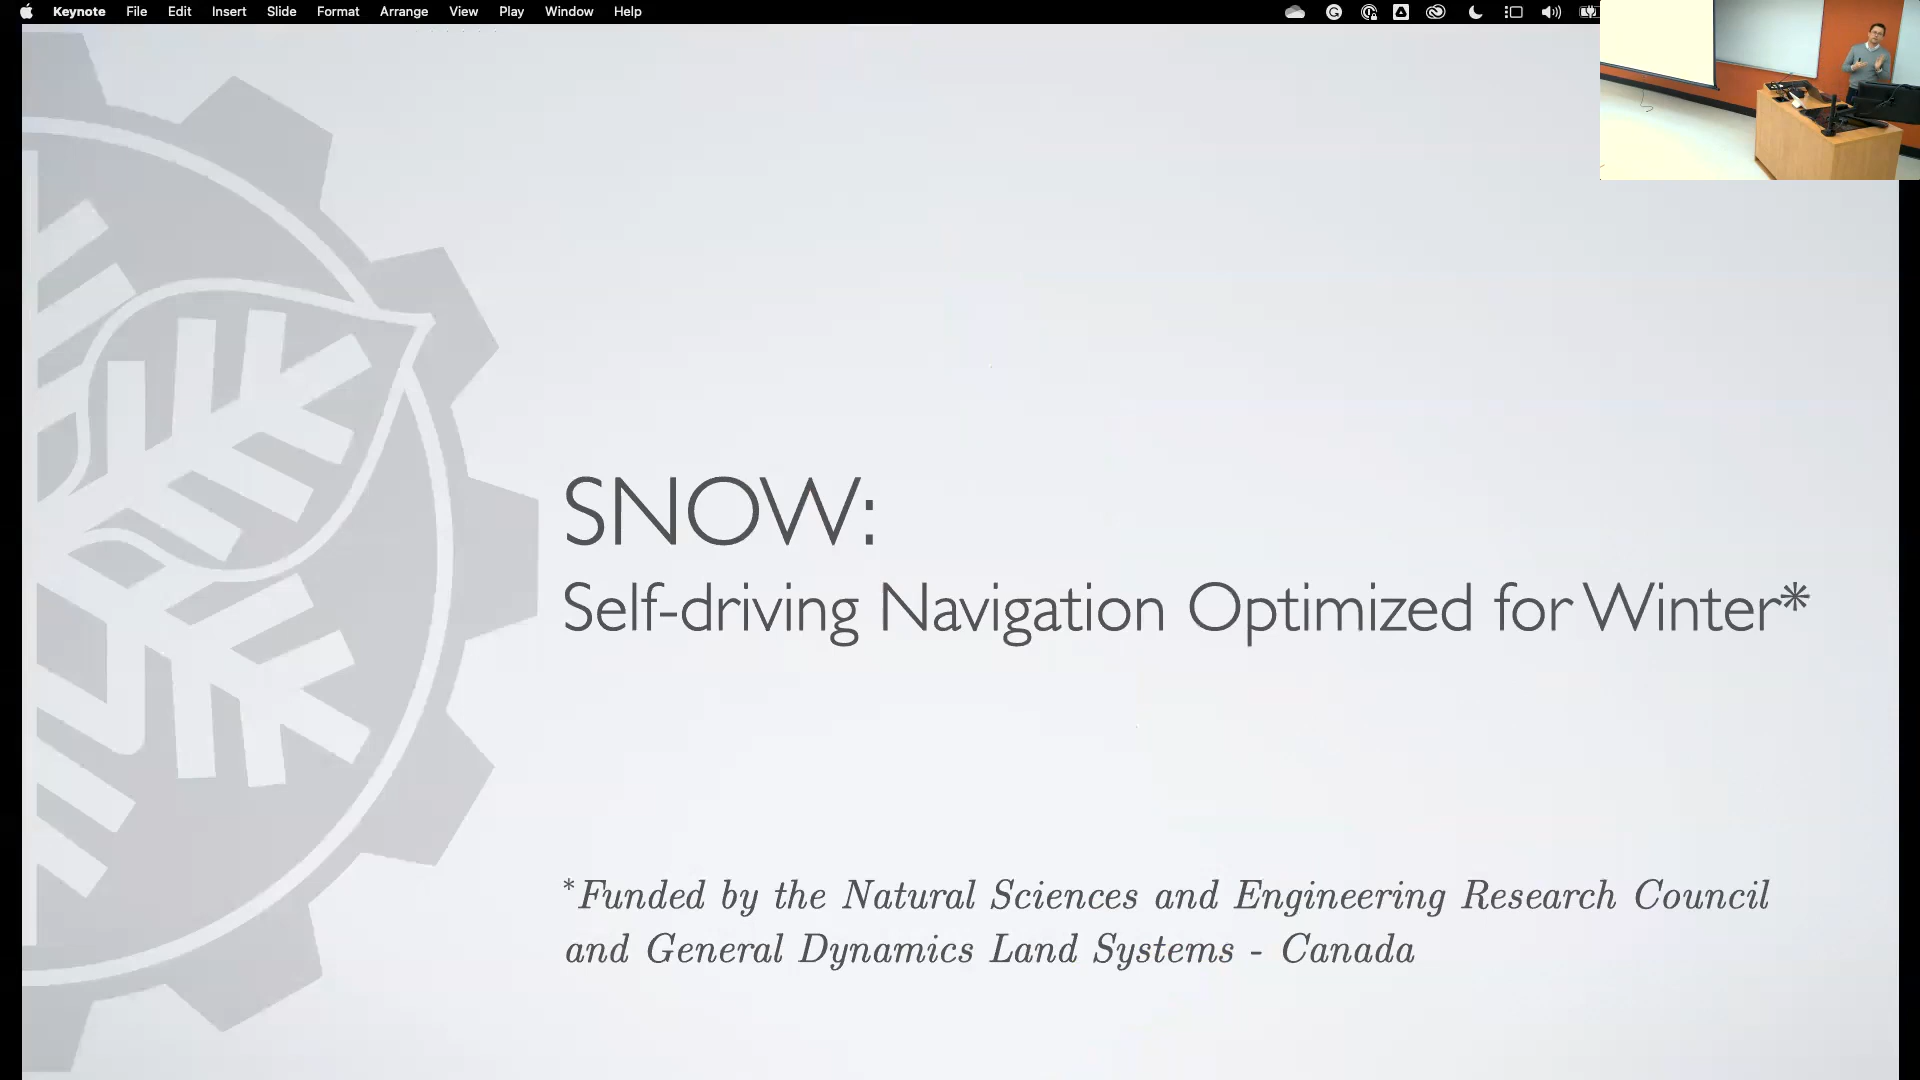 Keynote File Edit Insert Slide Format Arrange View Play Window Help
SNOW:
Self-driving Navigation Optimized for Winter*
*Funded by the Natural Sciences and Engineering Research Council
and General Dynamics Land Systems - Canada